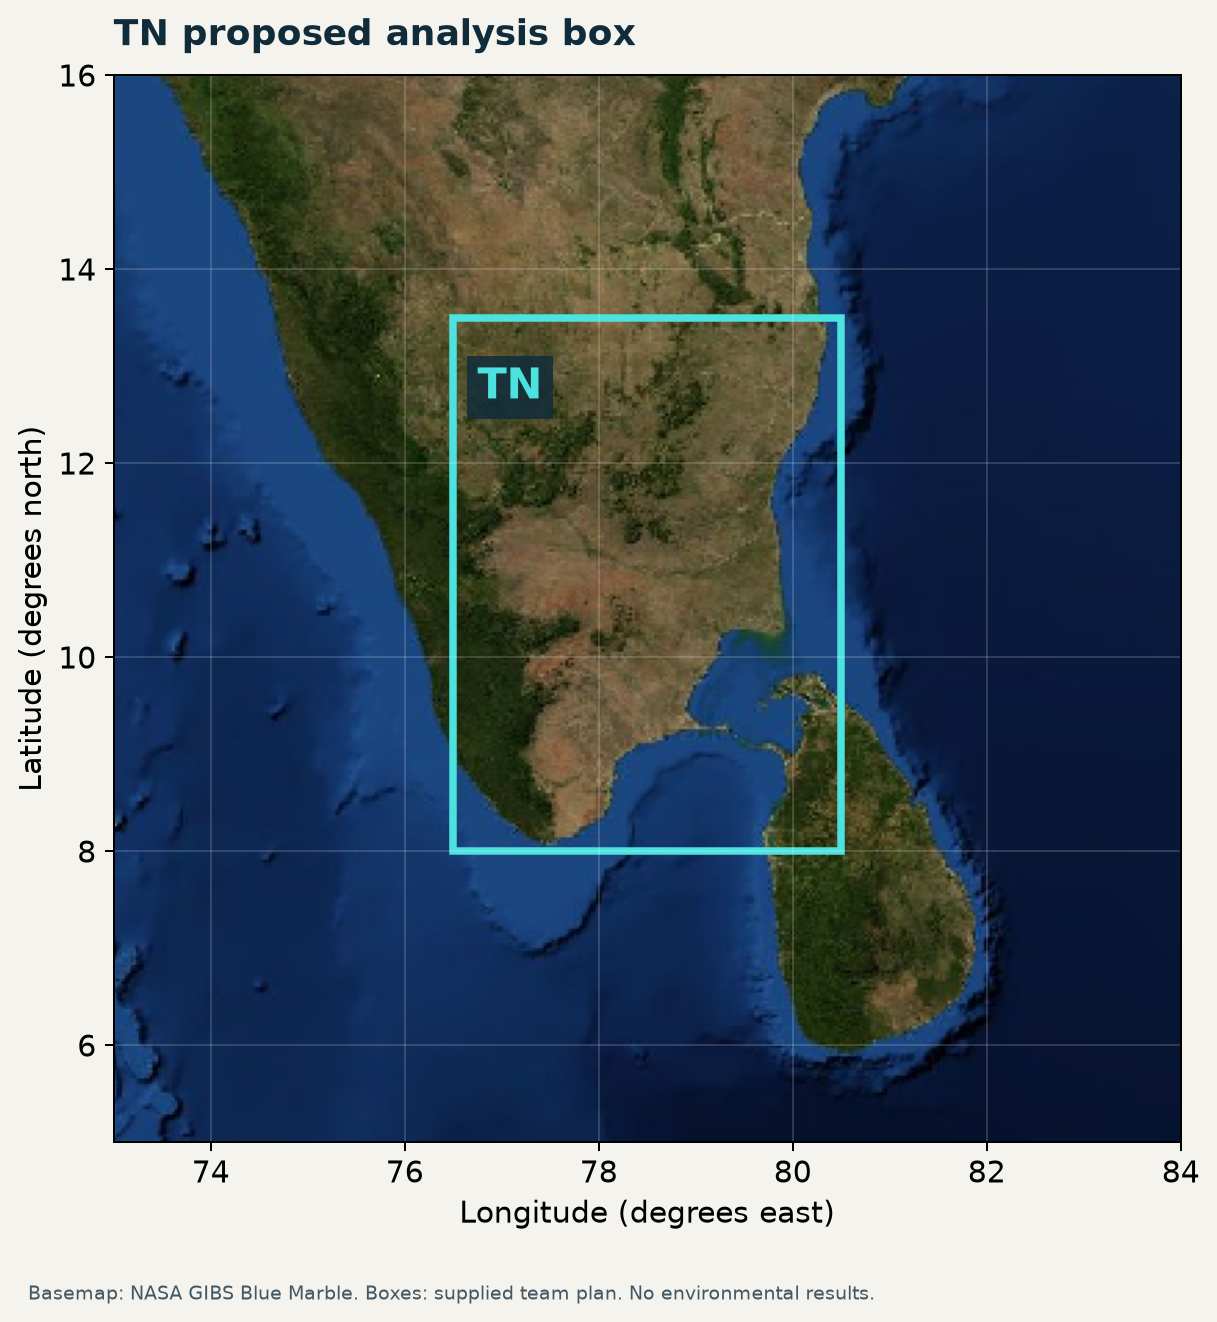 TN proposed analysis box
16
14
12
10
8
6
Latitude (degrees north)
TN
74 76 78 80 82 84
Longitude (degrees east)
Basemap: NASA GIBS Blue Marble. Boxes: supplied team plan. No environmental results.